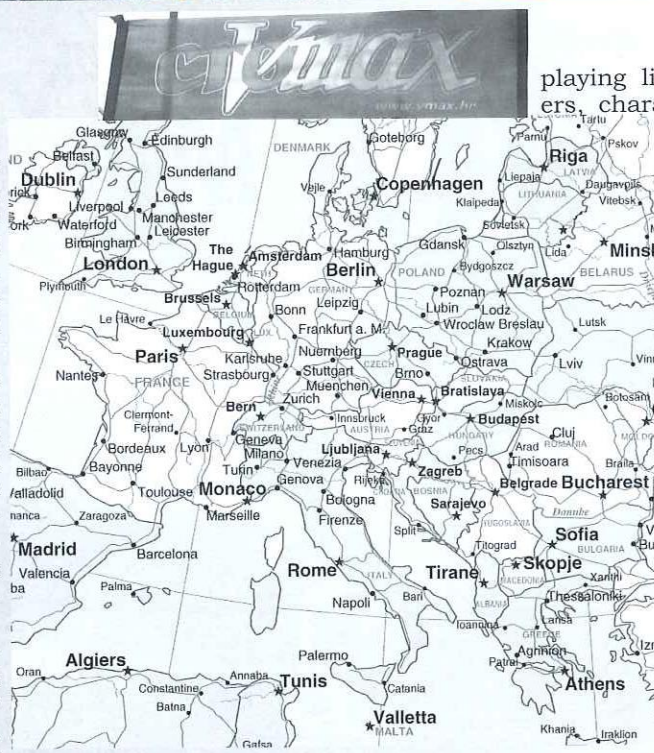 Vmax
www.vmax.hr
playing li
ers, chara
Glasgow Edinburgh DENMARK Goteborg Parnu Tartu
Belfast Riga Pskov
Dublin Sunderland Vejle Copenhagen Liepaja LATVIA Daugavpils
Liverpool Leeds Klaipeda LITHUANIA Vitebsk
ork Waterford Manchester Sovietsk
Birmingham Leicester The Hague Amsterdam Hamburg Gdansk Olsztyn Lida Minsk
London Rotterdam Berlin POLAND Bydgoszcz BELARUS
Plymouth Brussels GERMANY Poznan Warsaw
BELGIUM Bonn Leipzig Lubin Lodz
Le Havre Luxembourg LUX. Frankfurt a. M. Wroclaw Breslau Lutsk
Paris Karlsruhe Nuernberg Prague Krakow
Strasbourg Stuttgart CZECH Ostrava Lviv
Nantes FRANCE Muenchen Brno SLOVAKIA
Bern Zurich Vienna Bratislava Miskolc Botosani
Clermont-Ferrand SWITZERLAND Innsbruck AUSTRIA Gyor Budapest
Geneva Graz HUNGARY Cluj
Bordeaux Lyon Milano Ljubljana SLOVENIA Pecs Arad ROMANIA
Bilbao Bayonne Turin Venezia Zagreb Timisoara Braila
Valladolid Toulouse Monaco Genova Rijeka CROATIA BOSNIA Belgrade Bucharest
Zaragoza Marseille Bologna Sarajevo Danube
Firenze Split YUGOSLAVIA
Madrid Barcelona Titograd Sofia BULGARIA
Valencia Rome ITALY Tirane Skopje
Palma MACEDONIA Xanthi
Napoli Bari ALBANIA Thessaloniki
Ioannina Larisa
GREECE
Algiers Palermo Agrinion
Oran Annaba Tunis Catania Patrai Athens
Constantine
Batna Valletta
Gafsa MALTA Khania Iraklion